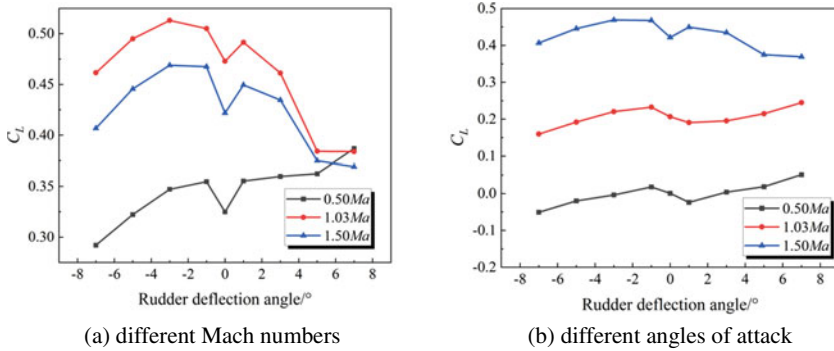 0.50
0.45
0.40
0.35
0.30
C_L
-8 -6 -4 -2 0 2 4 6 8
Rudder deflection angle/°
0.50Ma
1.03Ma
1.50Ma
(a) different Mach numbers
0.5
0.4
0.3
0.2
0.1
0.0
-0.1
-0.2
C_L
-8 -6 -4 -2 0 2 4 6 8
Rudder deflection angle/°
0.50Ma
1.03Ma
1.50Ma
(b) different angles of attack